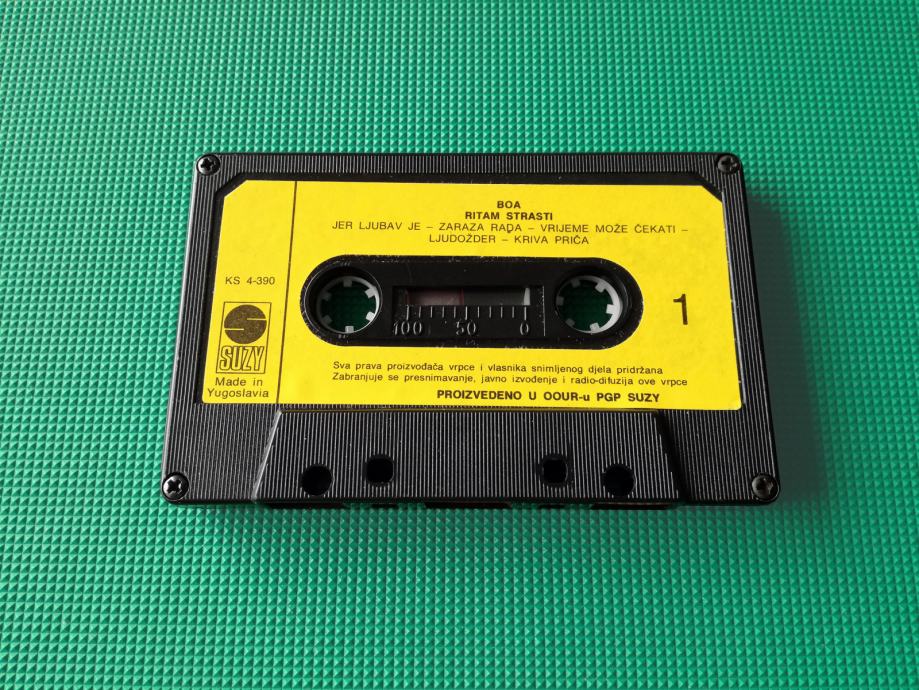 BOA
RITAM STRASTI
JER LJUBAV JE – ZARAZA RADA – VRIJEME MOŽE ČEKATI –
LJUDOŽDER – KRIVA PRIČA
KS 4-390
SUZY
Made in
Yugoslavia
100 50 0
1
Sva prava proizvođača vrpce i vlasnika snimljenog djela pridržana
Zabranjuje se presnimavanje, javno izvođenje i radio-difuzija ove vrpce
PROIZVEDENO U OOUR-u PGP SUZY